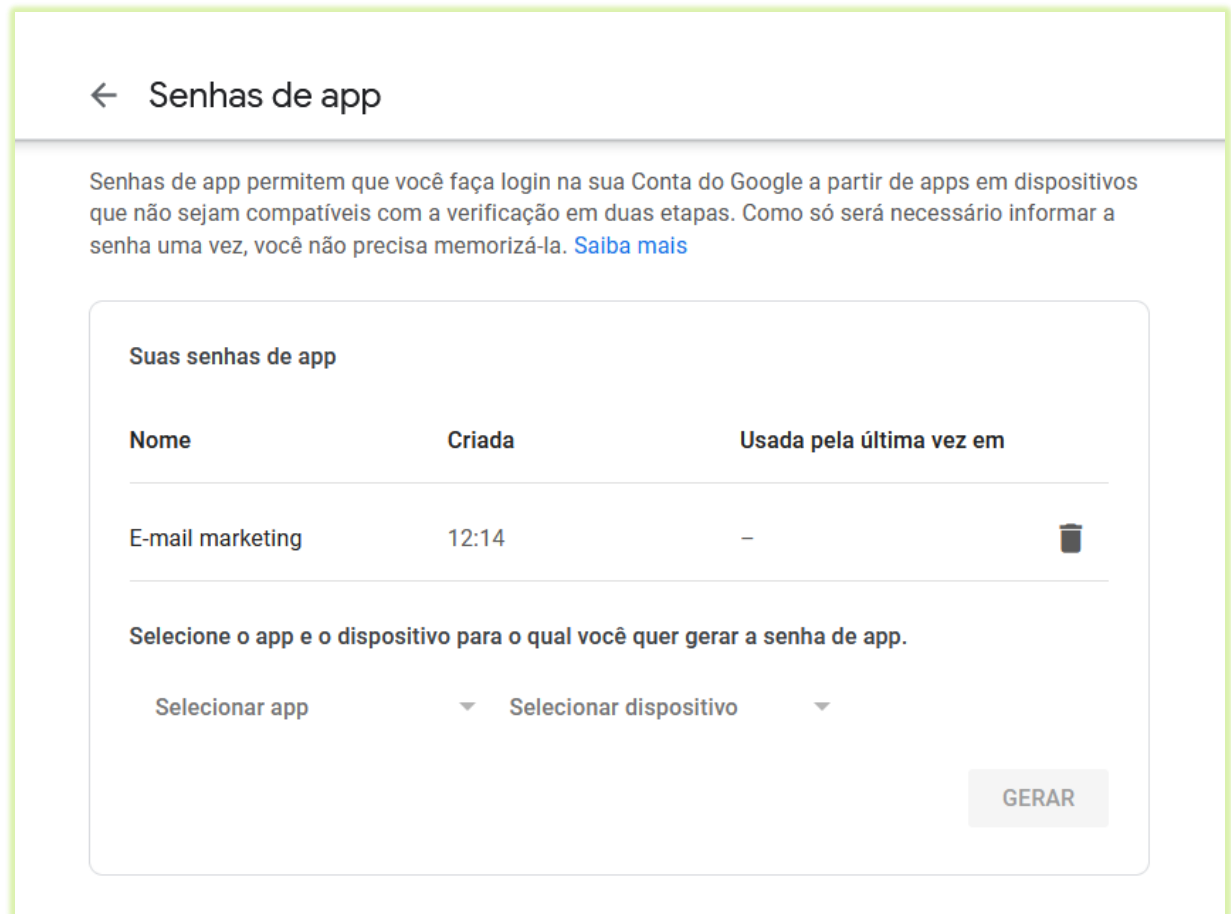 Senhas de app
Senhas de app permitem que você faça login na sua Conta do Google a partir de apps em dispositivos
que não sejam compatíveis com a verificação em duas etapas. Como só será necessário informar a
senha uma vez, você não precisa memorizá-la. Saiba mais
Suas senhas de app
Nome Criada Usada pela última vez em
E-mail marketing 12:14 –
Selecione o app e o dispositivo para o qual você quer gerar a senha de app.
Selecionar app Selecionar dispositivo
GERAR